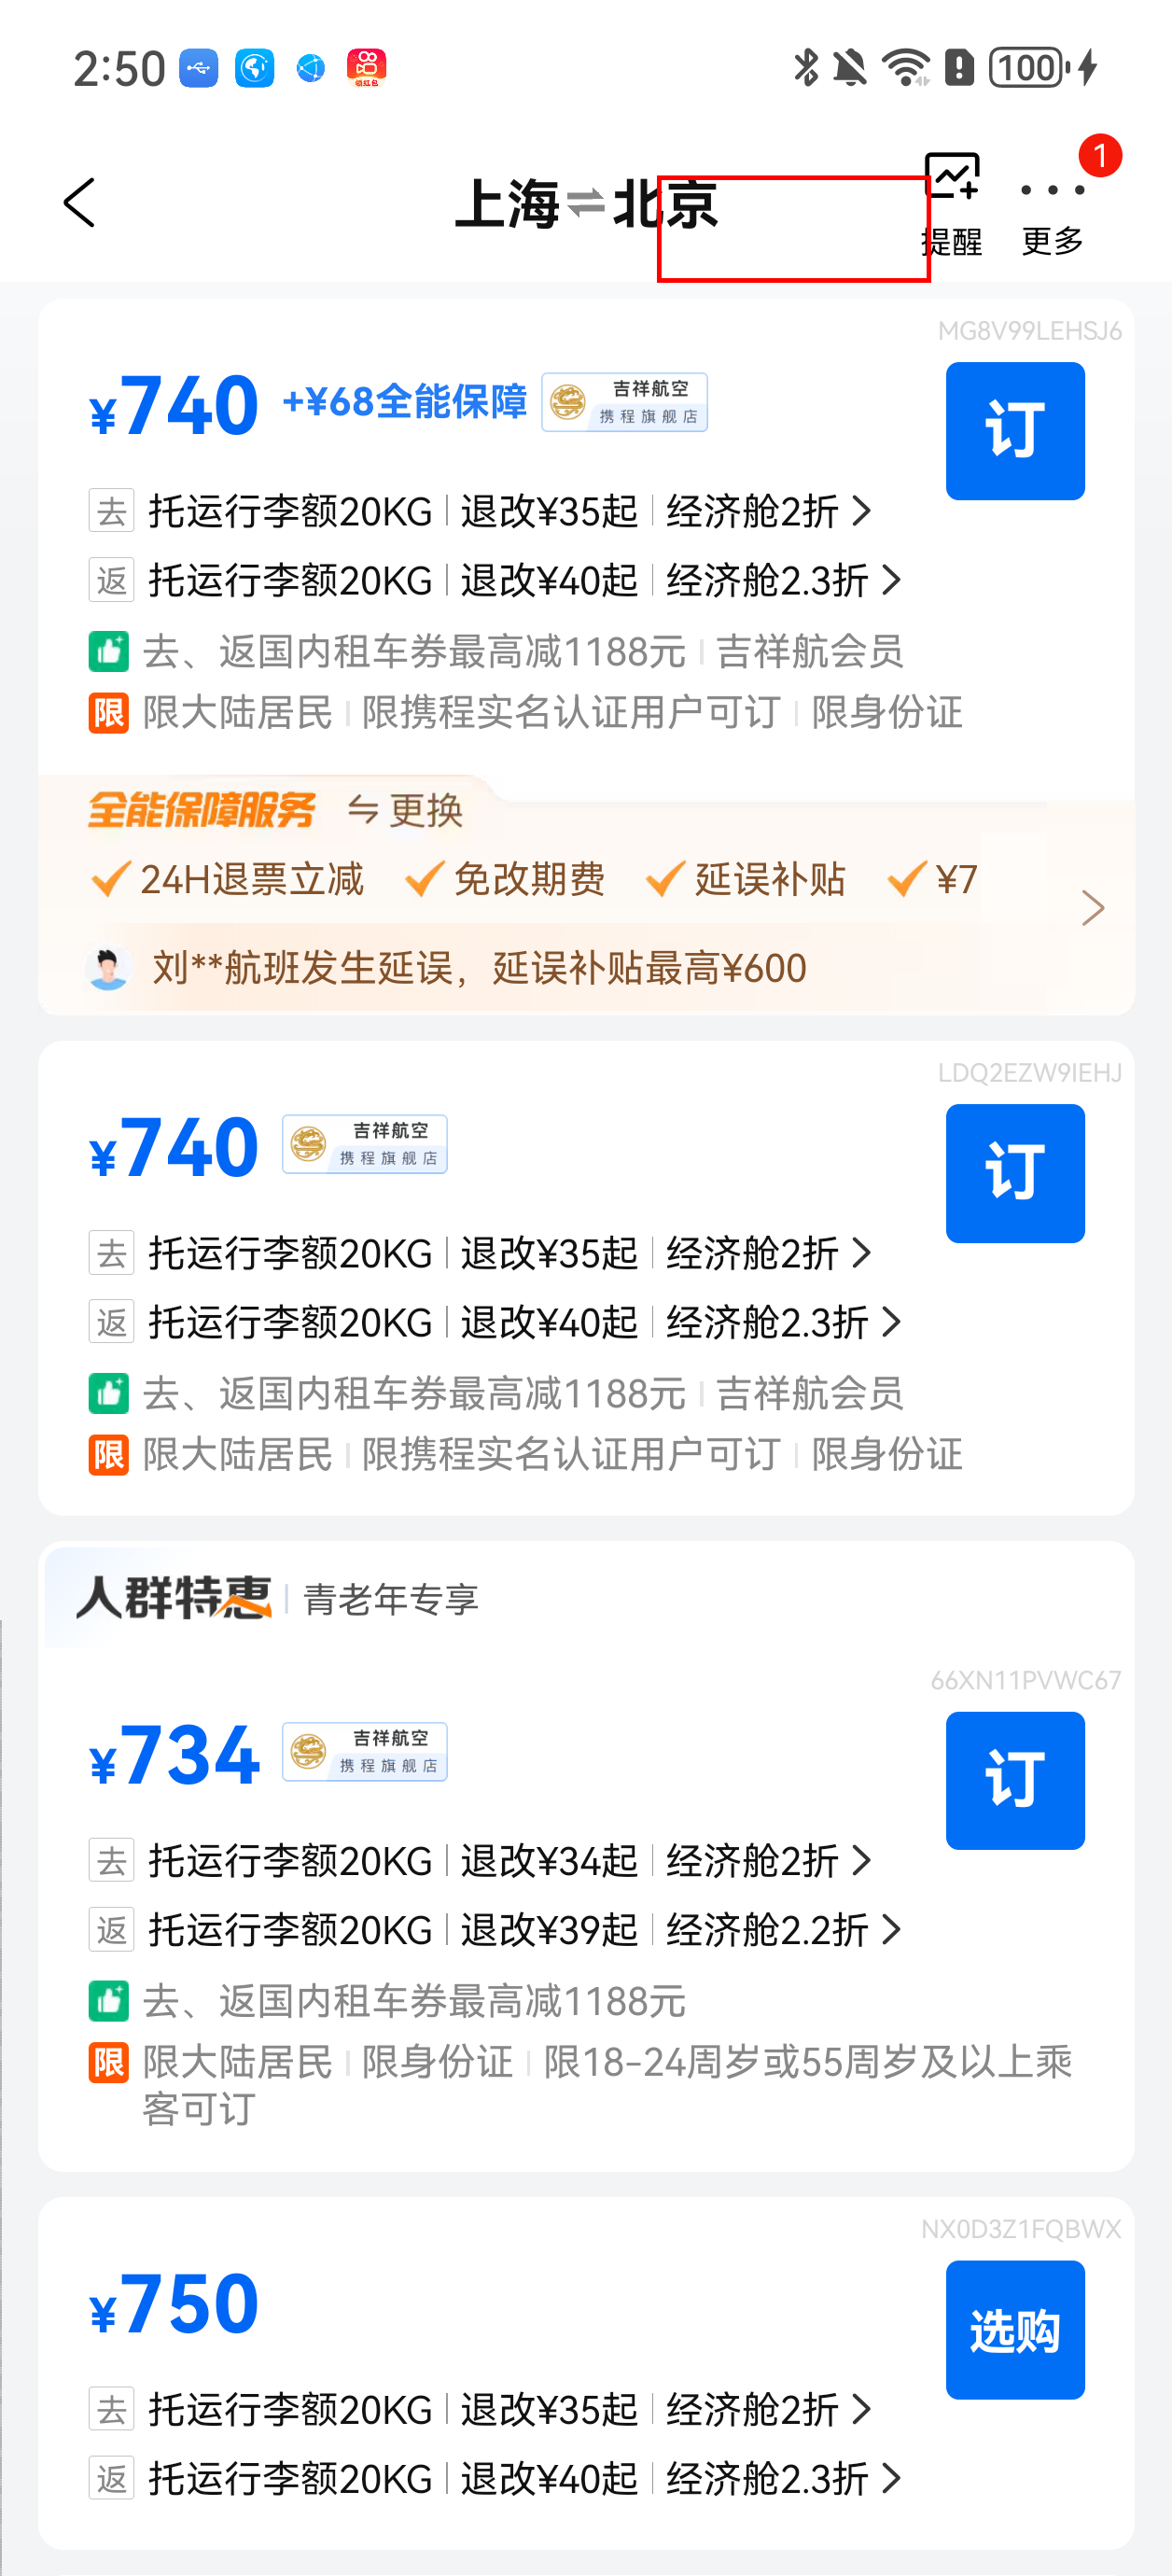 2:50
领红包
100
上海⇌北京
提醒
更多
1
MG8V99LEHSJ6
¥740 +¥68全能保障 吉祥航空 携程旗舰店
订
去 托运行李额20KG | 退改¥35起 | 经济舱2折 >
返 托运行李额20KG | 退改¥40起 | 经济舱2.3折 >
去、返国内租车券最高减1188元 | 吉祥航会员
限 限大陆居民 | 限携程实名认证用户可订 | 限身份证
全能保障服务 ⇋ 更换
24H退票立减 免改期费 延误补贴 ¥7
刘**航班发生延误，延误补贴最高¥600
LDQ2EZW9IEHJ
¥740 吉祥航空 携程旗舰店
订
去 托运行李额20KG | 退改¥35起 | 经济舱2折 >
返 托运行李额20KG | 退改¥40起 | 经济舱2.3折 >
去、返国内租车券最高减1188元 | 吉祥航会员
限 限大陆居民 | 限携程实名认证用户可订 | 限身份证
人群特惠 | 青老年专享
66XN11PVWC67
¥734 吉祥航空 携程旗舰店
订
去 托运行李额20KG | 退改¥34起 | 经济舱2折 >
返 托运行李额20KG | 退改¥39起 | 经济舱2.2折 >
去、返国内租车券最高减1188元
限 限大陆居民 | 限身份证 | 限18-24周岁或55周岁及以上乘
客可订
NX0D3Z1FQBWX
¥750
选购
去 托运行李额20KG | 退改¥35起 | 经济舱2折 >
返 托运行李额20KG | 退改¥40起 | 经济舱2.3折 >